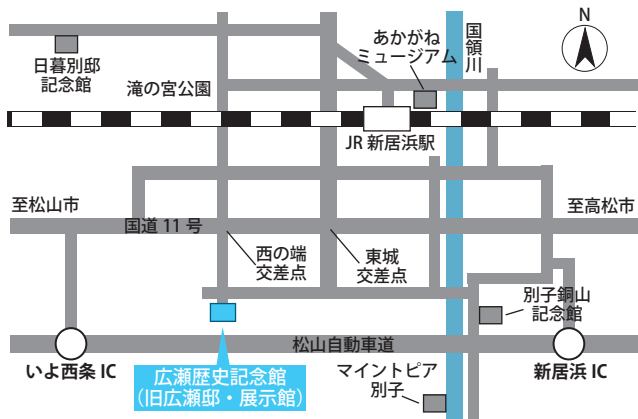 N
あかがね
ミュージアム
国領川
日暮別邸
記念館
滝の宮公園
JR 新居浜駅
至松山市
至高松市
国道 11 号
西の端
交差点
東城
交差点
別子銅山
記念館
松山自動車道
いよ西条 IC
広瀬歴史記念館
(旧広瀬邸・展示館)
マイントピア
別子
新居浜 IC